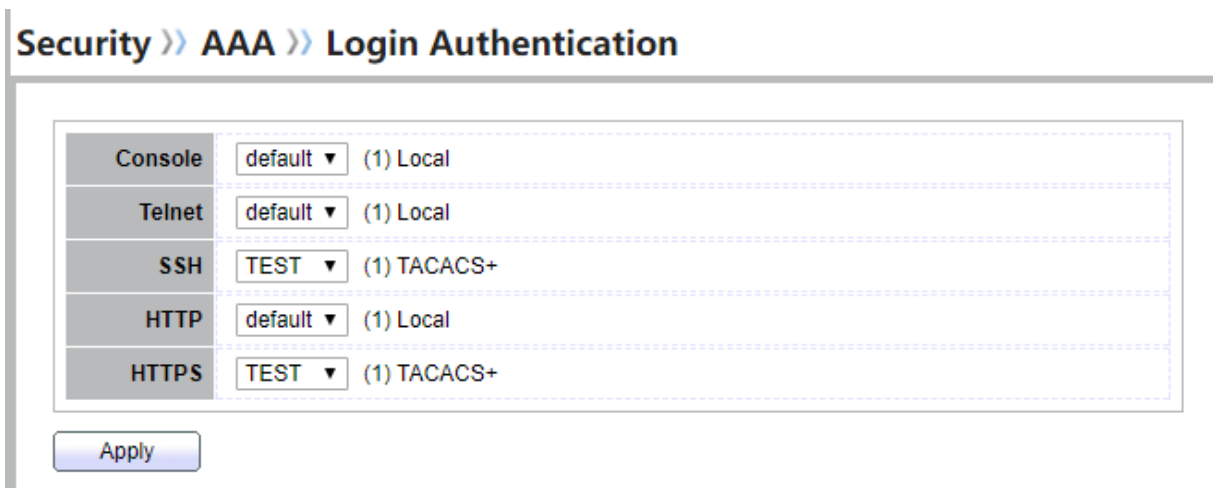 Security » AAA » Login Authentication
Console default ▼ (1) Local
Telnet default ▼ (1) Local
SSH TEST ▼ (1) TACACS+
HTTP default ▼ (1) Local
HTTPS TEST ▼ (1) TACACS+
Apply